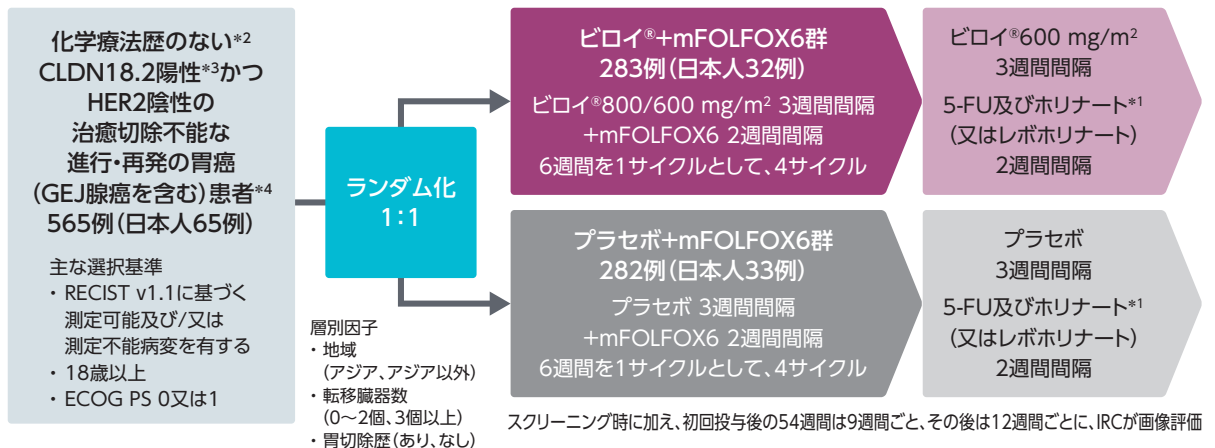 化学療法歴のない*2
CLDN18.2陽性*3かつ
HER2陰性の
治癒切除不能な
進行・再発の胃癌
(GEJ腺癌を含む)患者*4
565例(日本人65例)
主な選択基準
・ RECIST v1.1に基づく
測定可能及び/又は
測定不能病変を有する
・ 18歳以上
・ ECOG PS 0又は1
ランダム化
1:1
層別因子
・ 地域
(アジア、アジア以外)
・ 転移臓器数
(0〜2個、3個以上)
・ 胃切除歴(あり、なし)
ビロイ®+mFOLFOX6群
283例(日本人32例)
ビロイ®800/600 mg/m² 3週間間隔
+mFOLFOX6 2週間間隔
6週間を1サイクルとして、4サイクル
ビロイ®600 mg/m²
3週間間隔
5-FU及びホリナート*1
(又はレボホリナート)
2週間間隔
プラセボ+mFOLFOX6群
282例(日本人33例)
プラセボ 3週間間隔
+mFOLFOX6 2週間間隔
6週間を1サイクルとして、4サイクル
プラセボ
3週間間隔
5-FU及びホリナート*1
(又はレボホリナート)
2週間間隔
スクリーニング時に加え、初回投与後の54週間は9週間ごと、その後は12週間ごとに、IRCが画像評価